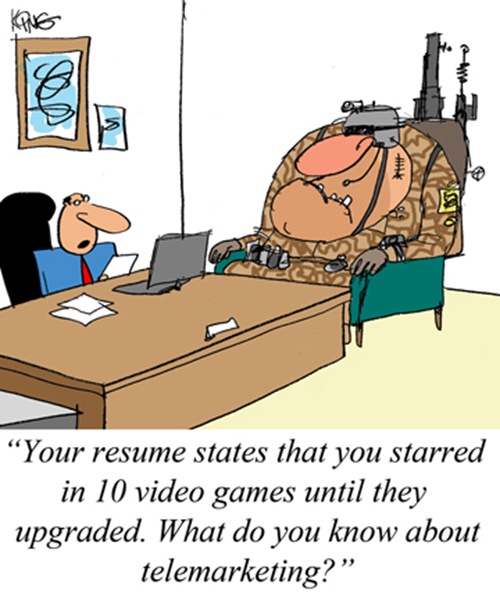 KING
“Your resume states that you starred
in 10 video games until they
upgraded. What do you know about
telemarketing?”